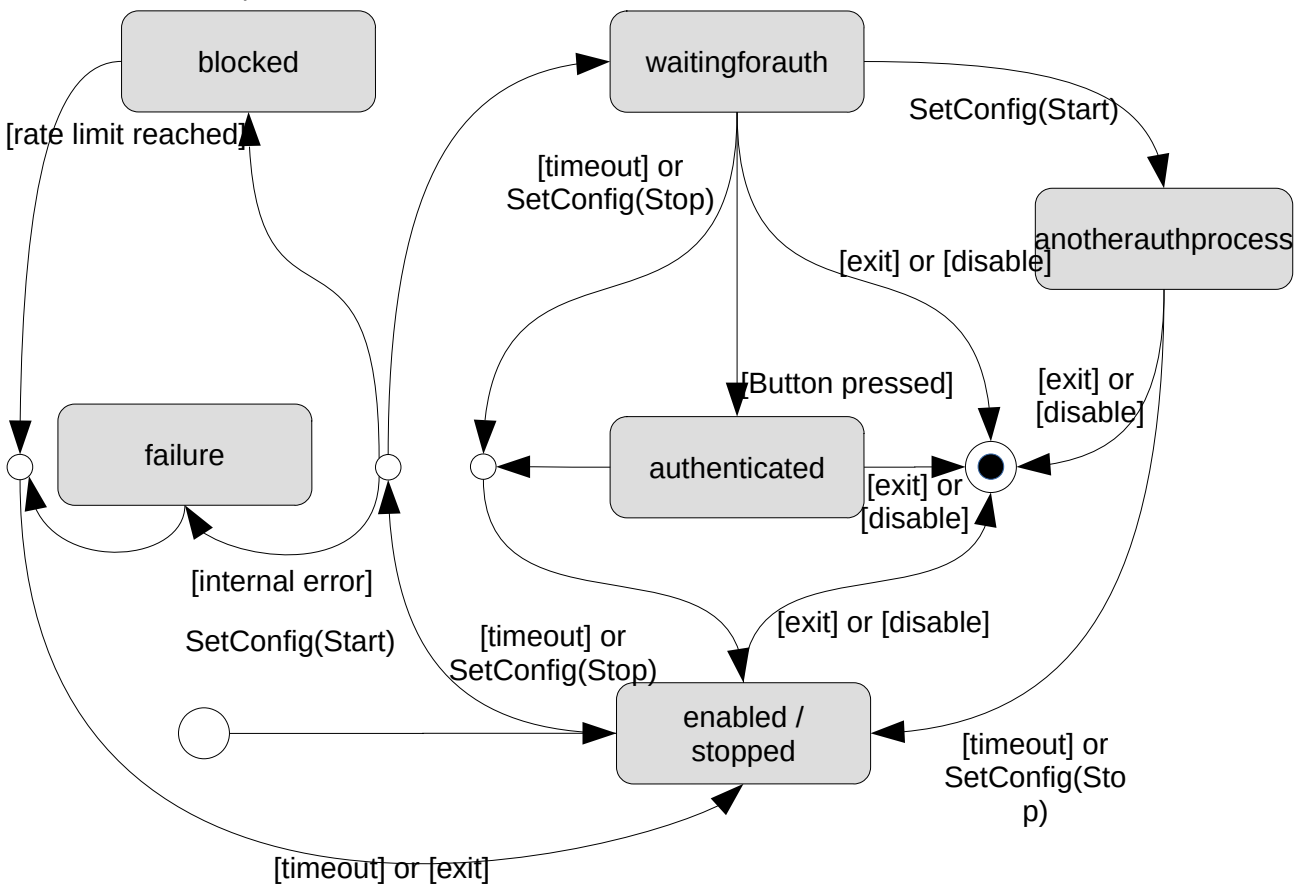 blocked
waitingforauth
SetConfig(Start)
[rate limit reached]
[timeout] or
SetConfig(Stop)
anotherauthprocess
[exit] or [disable]
[Button pressed]
[exit] or
[disable]
failure
authenticated
[exit] or
[disable]
[internal error]
SetConfig(Start)
[timeout] or
SetConfig(Stop)
[exit] or [disable]
enabled /
stopped
[timeout] or
SetConfig(Sto
p)
[timeout] or [exit]